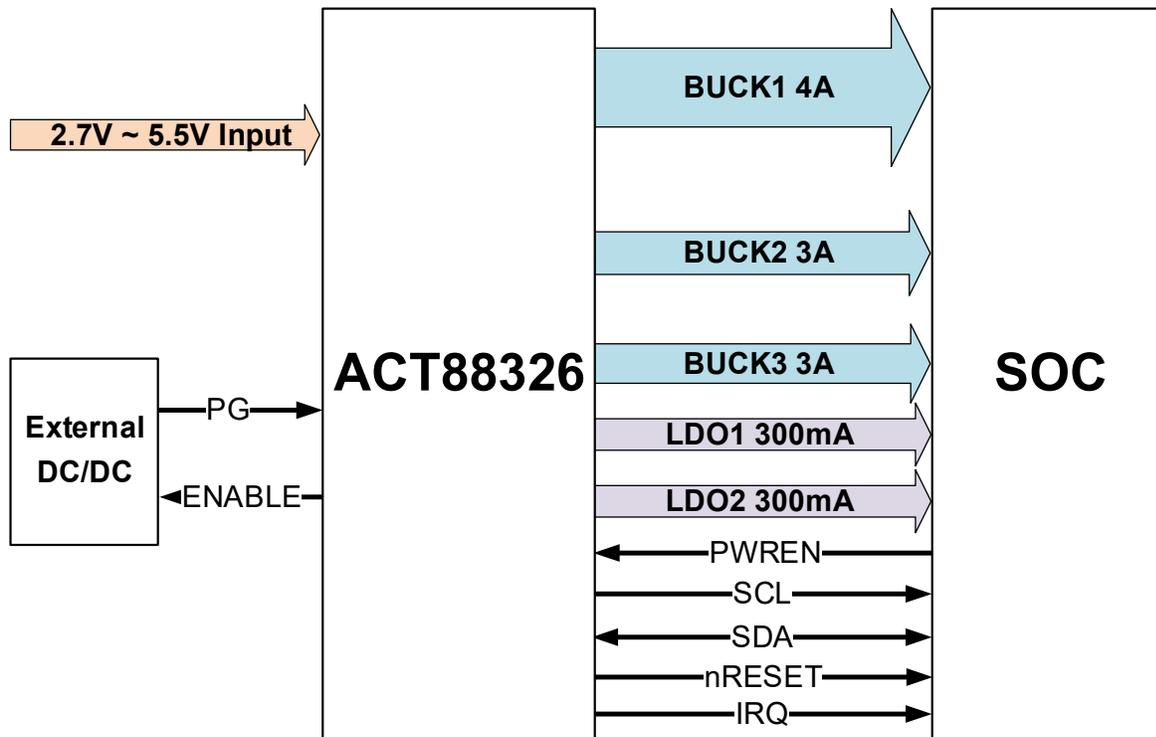 2.7V ~ 5.5V Input
External
DC/DC
PG
ENABLE
ACT88326
BUCK1 4A
BUCK2 3A
BUCK3 3A
LDO1 300mA
LDO2 300mA
PWREN
SCL
SDA
nRESET
IRQ
SOC